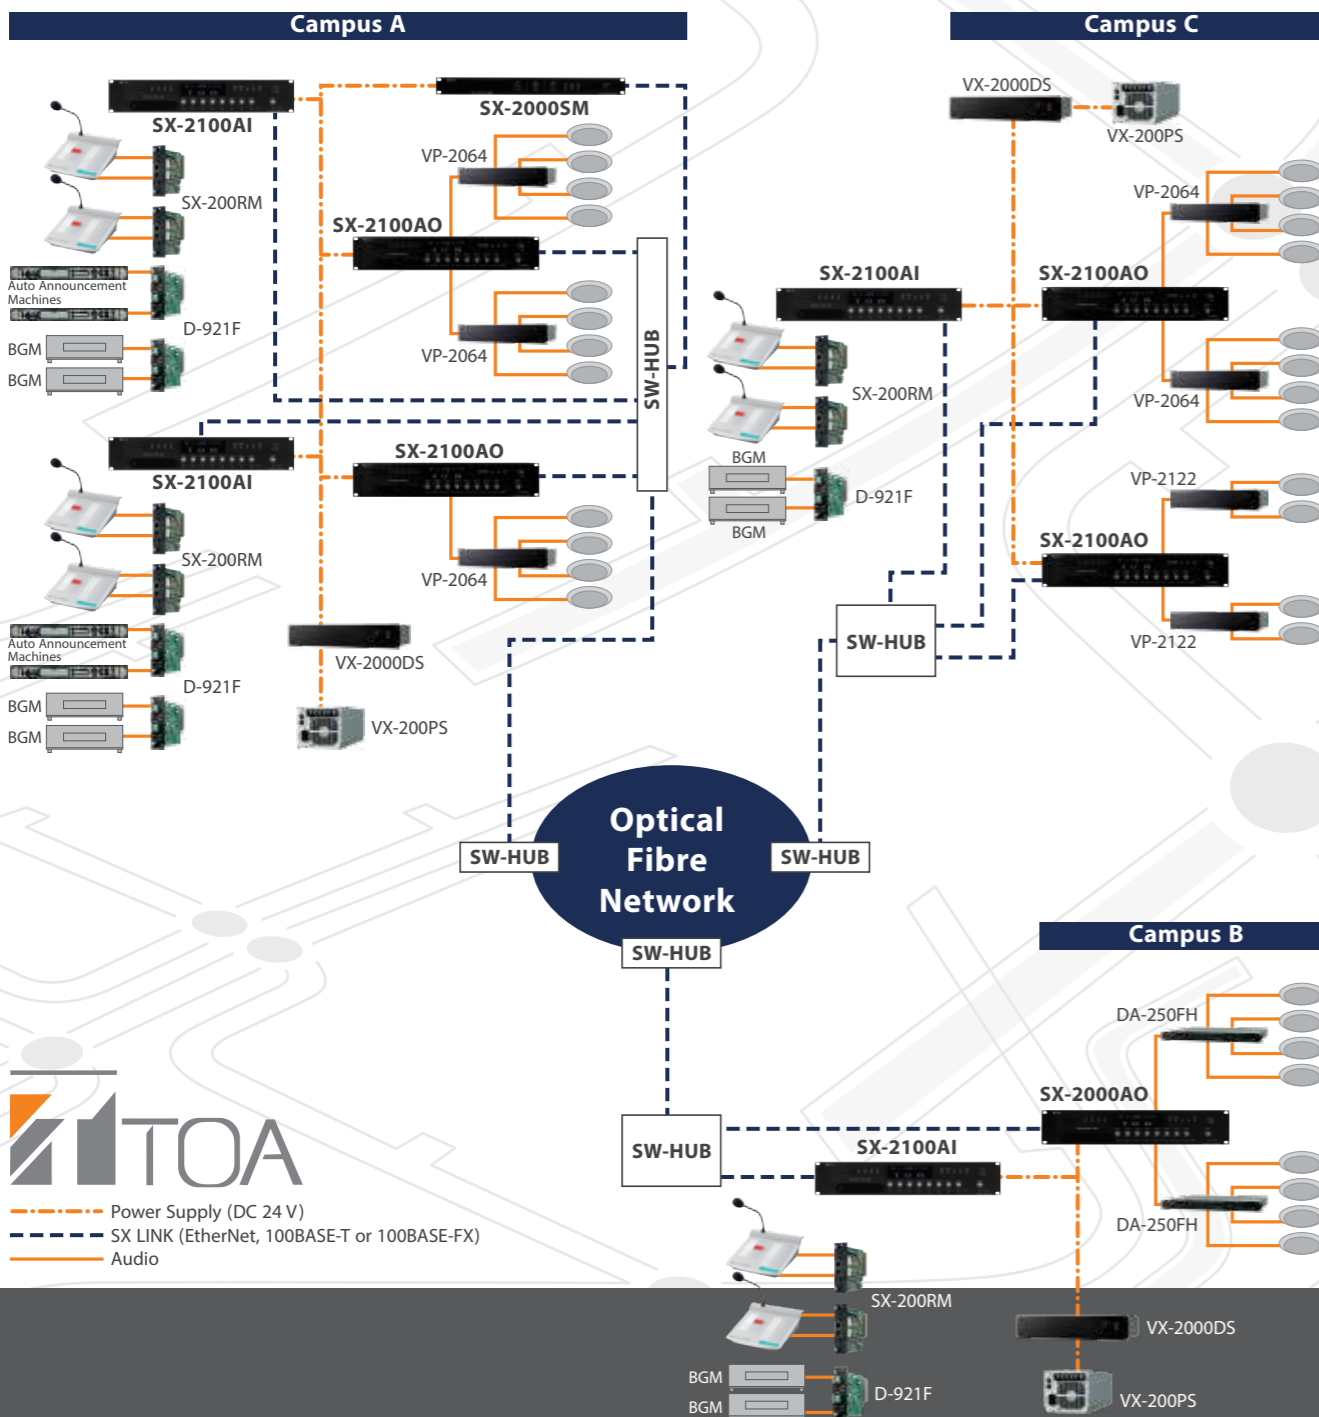 Campus A
SX-2100AI
SX-2000SM
VP-2064
SX-200RM
SX-2100AO
Auto Announcement
Machines
D-921F
BGM
BGM
VP-2064
SW-HUB
SX-2100AI
SX-2100AO
SX-200RM
VP-2064
Auto Announcement
Machines
VX-2000DS
D-921F
BGM
BGM
VX-200PS
Campus C
VX-2000DS
VX-200PS
VP-2064
SX-2100AI
SX-2100AO
SX-200RM
VP-2064
BGM
D-921F
BGM
VP-2122
SX-2100AO
SW-HUB
VP-2122
Optical
Fibre
Network
SW-HUB
SW-HUB
SW-HUB
Campus B
DA-250FH
SX-2000AO
SW-HUB
SX-2100AI
DA-250FH
SX-200RM
VX-2000DS
BGM
D-921F
BGM
VX-200PS
TOA
Power Supply (DC 24 V)
SX LINK (EtherNet, 100BASE-T or 100BASE-FX)
Audio